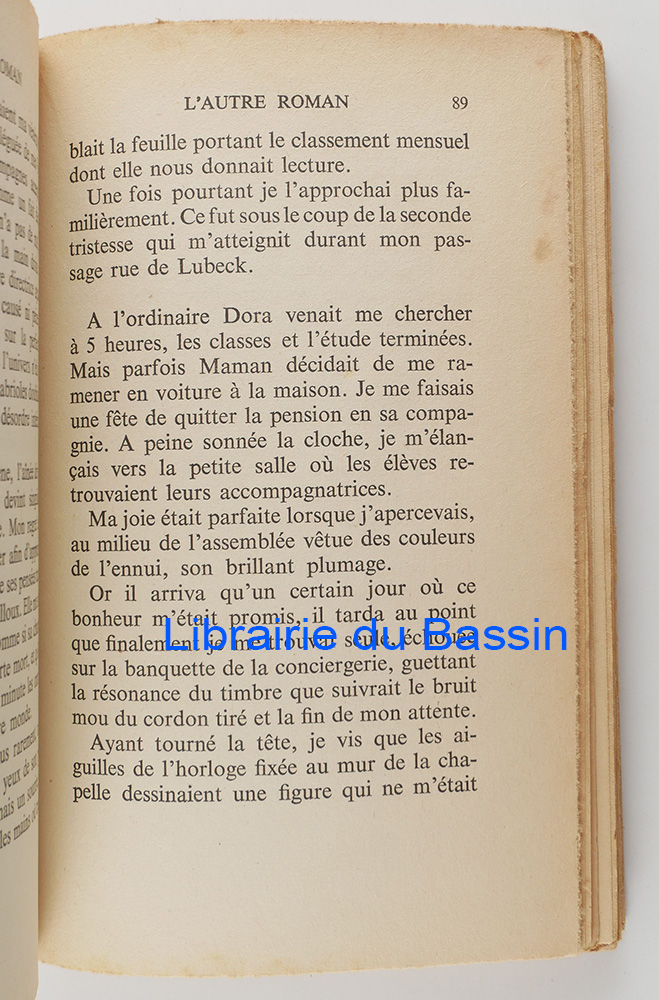 L'AUTRE ROMAN 89
blait la feuille portant le classement mensuel
dont elle nous donnait lecture.
Une fois pourtant je l'approchai plus fa-
milièrement. Ce fut sous le coup de la seconde
tristesse qui m'atteignit durant mon pas-
sage rue de Lubeck.
A l'ordinaire Dora venait me chercher
à 5 heures, les classes et l'étude terminées.
Mais parfois Maman décidait de me ra-
mener en voiture à la maison. Je me faisais
une fête de quitter la pension en sa compa-
gnie. A peine sonnée la cloche, je m'élan-
çais vers la petite salle où les élèves re-
trouvaient leurs accompagnatrices.
Ma joie était parfaite lorsque j'apercevais,
au milieu de l'assemblée vêtue des couleurs
de l'ennui, son brillant plumage.
Or il arriva qu'un certain jour où ce
bonheur m'était promis, il tarda au point
que finalement je me trouvai seule, échouée
Librairie du Bassin
sur la banquette de la conciergerie, guettant
la résonance du timbre que suivrait le bruit
mou du cordon tiré et la fin de mon attente.
Ayant tourné la tête, je vis que les ai-
guilles de l'horloge fixée au mur de la cha-
pelle dessinaient une figure qui ne m'était